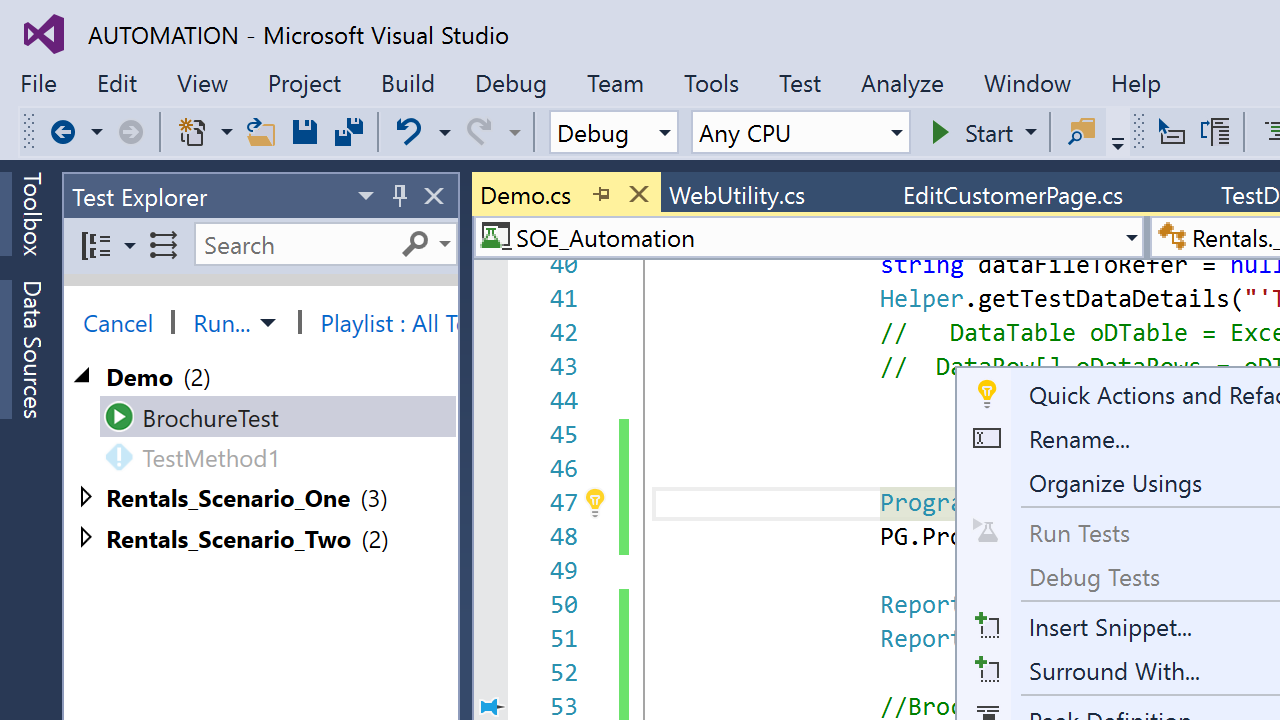 AUTOMATION - Microsoft Visual Studio
File Edit View Project Build Debug Team Tools Test Analyze Window Help
Debug Any CPU Start
Toolbox
Data Sources
Test Explorer
Search
Cancel | Run... | Playlist : All T
Demo (2)
BrochureTest
TestMethod1
Rentals_Scenario_One (3)
Rentals_Scenario_Two (2)
Demo.cs WebUtility.cs EditCustomerPage.cs TestD
SOE_Automation Rentals._
40 string dataFileToRefer = null
41 Helper.getTestDataDetails("'T
42 // DataTable oDTable = Exce
43 // DataRow[] oDataRows = oDT
44
45
46
47 Progra
48 PG.Pro
49
50 Report
51 Report
52
53 //Broc
Quick Actions and Refac
Rename...
Organize Usings
Run Tests
Debug Tests
Insert Snippet...
Surround With...
Peek Definition